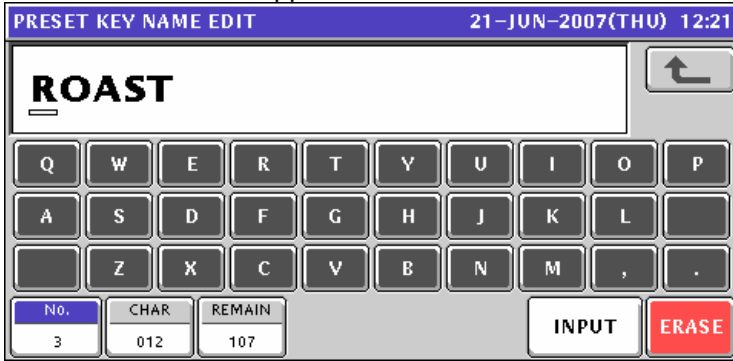 PRESET KEY NAME EDIT 21-JUN-2007(THU) 12:21
ROAST
Q W E R T Y U I O P
A S D F G H J K L
Z X C V B N M , .
No. CHAR REMAIN
3 012 107 INPUT ERASE